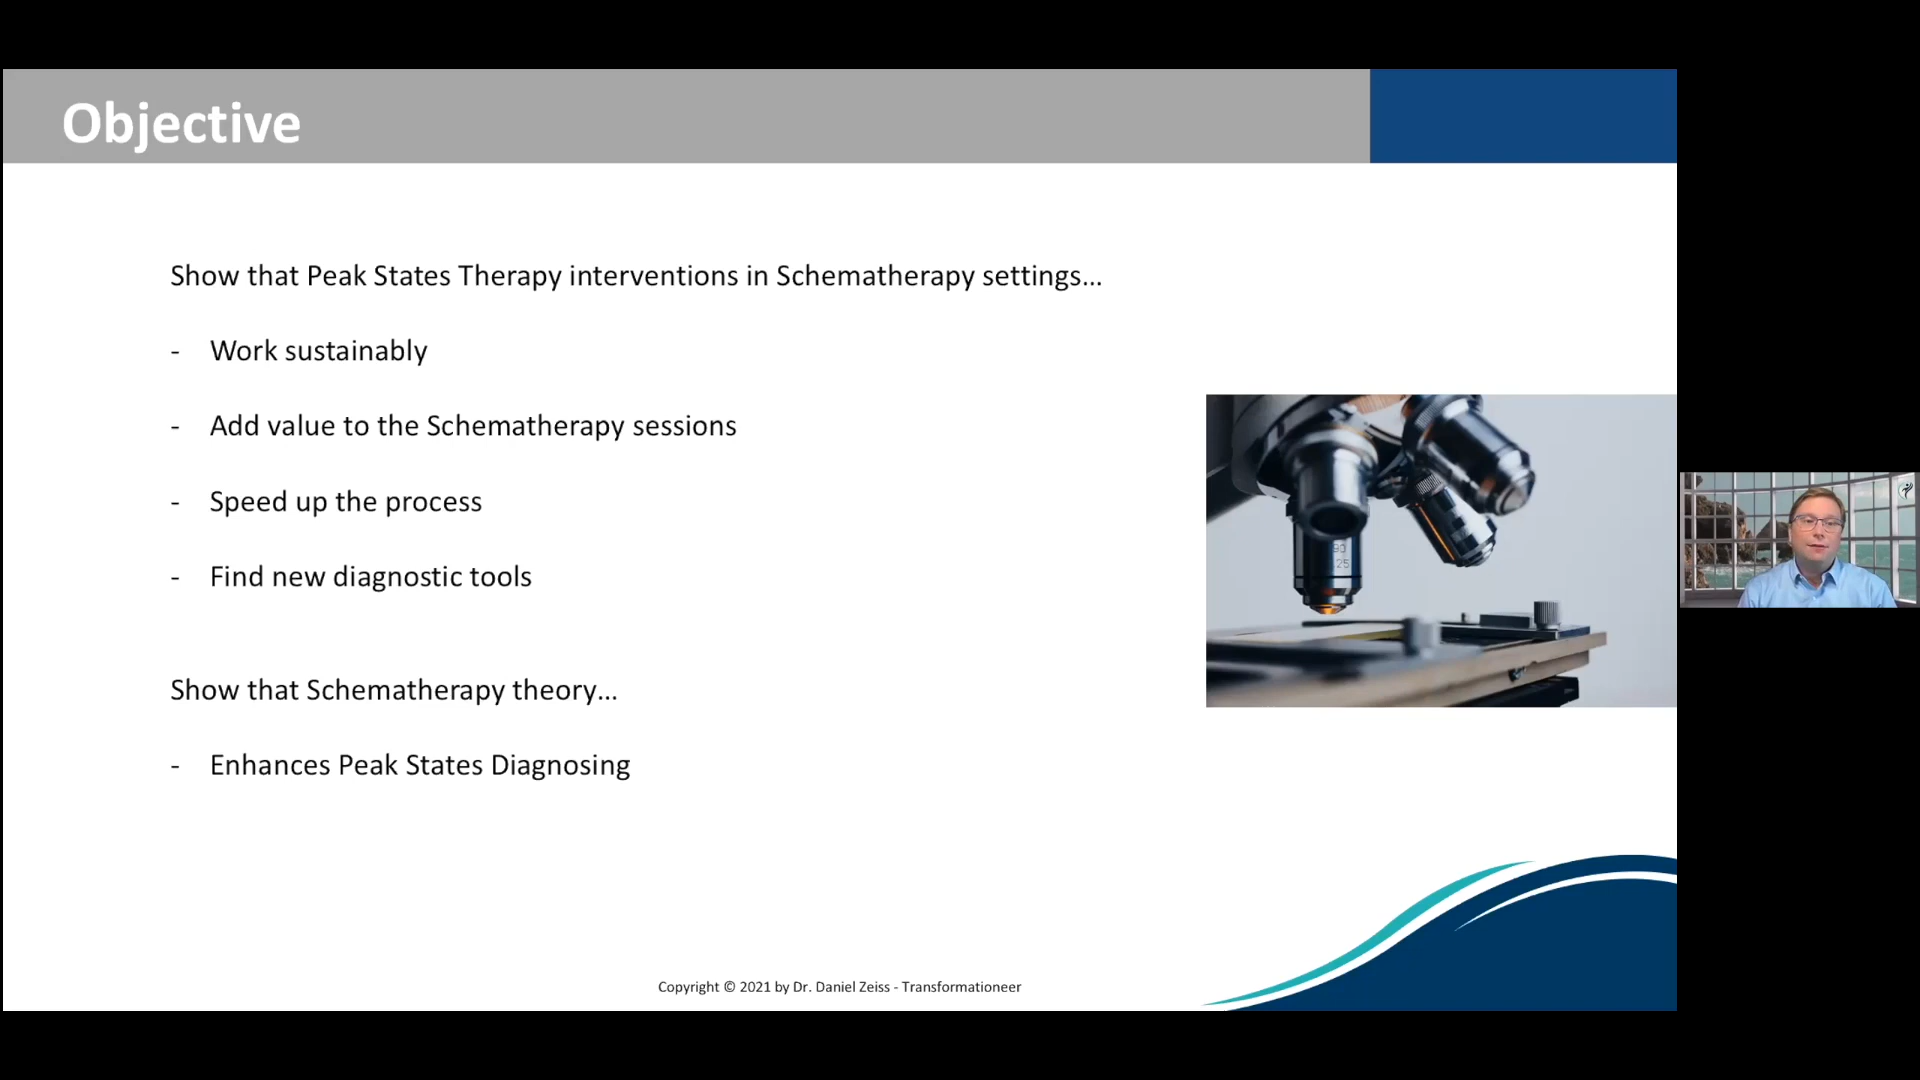 Objective
Show that Peak States Therapy interventions in Schematherapy settings...
- Work sustainably
- Add value to the Schematherapy sessions
- Speed up the process
- Find new diagnostic tools
90
25
Show that Schematherapy theory...
- Enhances Peak States Diagnosing
Copyright © 2021 by Dr. Daniel Zeiss - Transformationeer